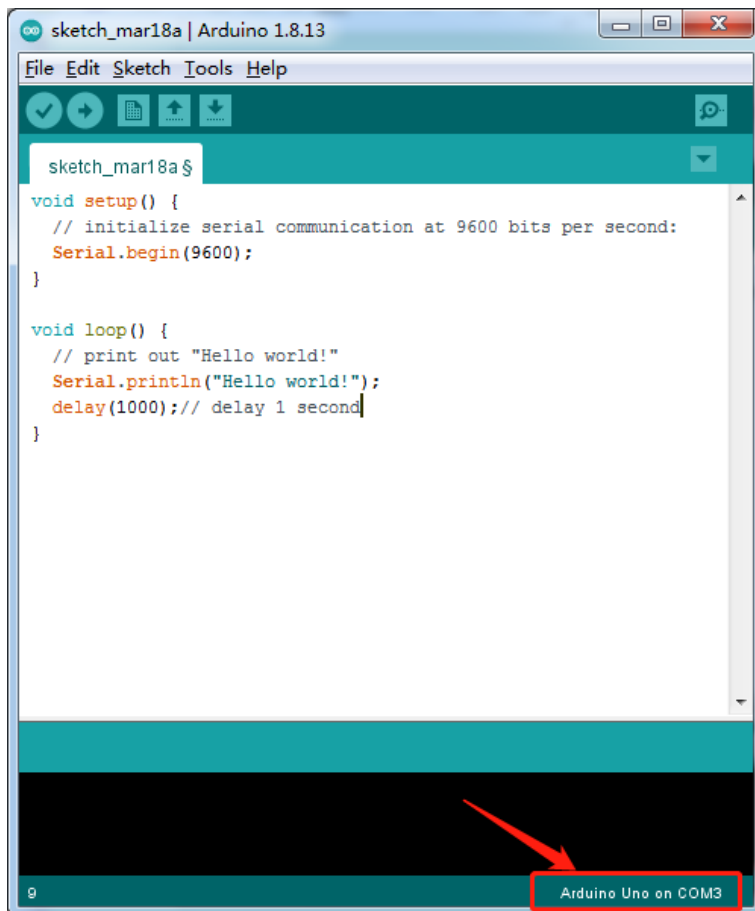 sketch_mar18a | Arduino 1.8.13
File Edit Sketch Tools Help
sketch_mar18a §
void setup() {
  // initialize serial communication at 9600 bits per second:
  Serial.begin(9600);
}

void loop() {
  // print out "Hello world!"
  Serial.println("Hello world!");
  delay(1000);// delay 1 second
}
9
Arduino Uno on COM3